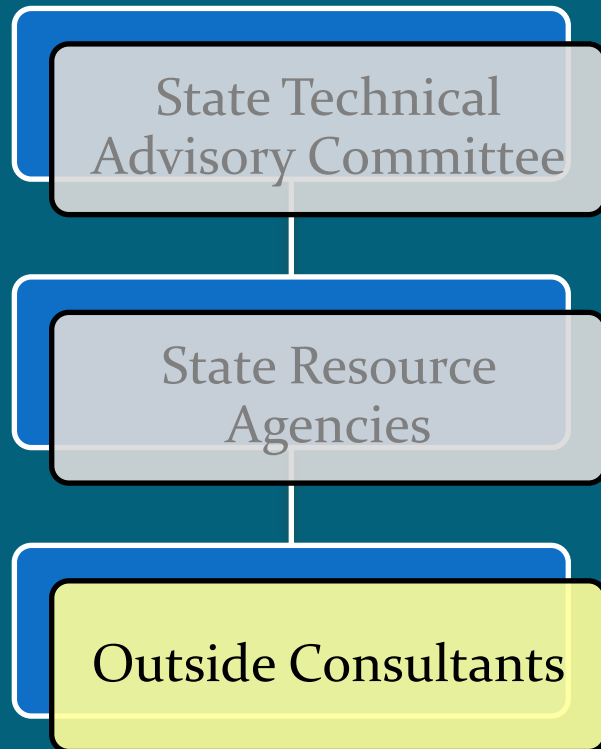 State Technical
Advisory Committee
State Resource
Agencies
Outside Consultants